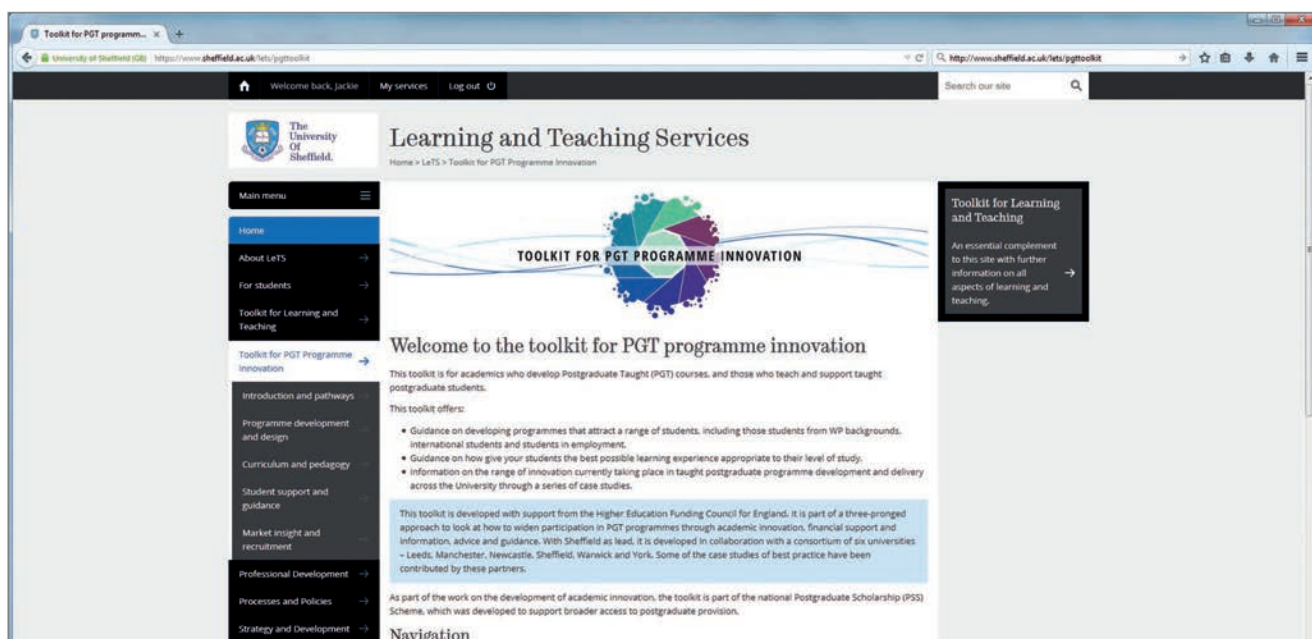 Toolkit for PGT programm...
University of Sheffield (GB)
https://www.sheffield.ac.uk/lets/pgttoolkit
http://www.sheffield.ac.uk/lets/pgttoolkit
Welcome back, Jackie
My services
Log out
Search our site
The
University
Of
Sheffield.
Learning and Teaching Services
Home > LeTS > Toolkit for PGT Programme Innovation
Main menu
Home
About LeTS
For students
Toolkit for Learning and
Teaching
Toolkit for PGT Programme
Innovation
Introduction and pathways
Programme development
and design
Curriculum and pedagogy
Student support and
guidance
Market insight and
recruitment
Professional Development
Processes and Policies
Strategy and Development
TOOLKIT FOR PGT PROGRAMME INNOVATION
Welcome to the toolkit for PGT programme innovation
This toolkit is for academics who develop Postgraduate Taught (PGT) courses, and those who teach and support taught
postgraduate students.
This toolkit offers:
• Guidance on developing programmes that attract a range of students, including those students from WP backgrounds,
international students and students in employment.
• Guidance on how give your students the best possible learning experience appropriate to their level of study.
• Information on the range of innovation currently taking place in taught postgraduate programme development and delivery
across the University through a series of case studies.
This toolkit is developed with support from the Higher Education Funding Council for England. It is part of a three-pronged
approach to look at how to widen participation in PGT programmes through academic innovation, financial support and
information, advice and guidance. With Sheffield as lead, it is developed in collaboration with a consortium of six universities
– Leeds, Manchester, Newcastle, Sheffield, Warwick and York. Some of the case studies of best practice have been
contributed by these partners.
As part of the work on the development of academic innovation, the toolkit is part of the national Postgraduate Scholarship (PSS)
Scheme, which was developed to support broader access to postgraduate provision.
Navigation
Toolkit for Learning
and Teaching
An essential complement
to this site with further
information on all
aspects of learning and
teaching.